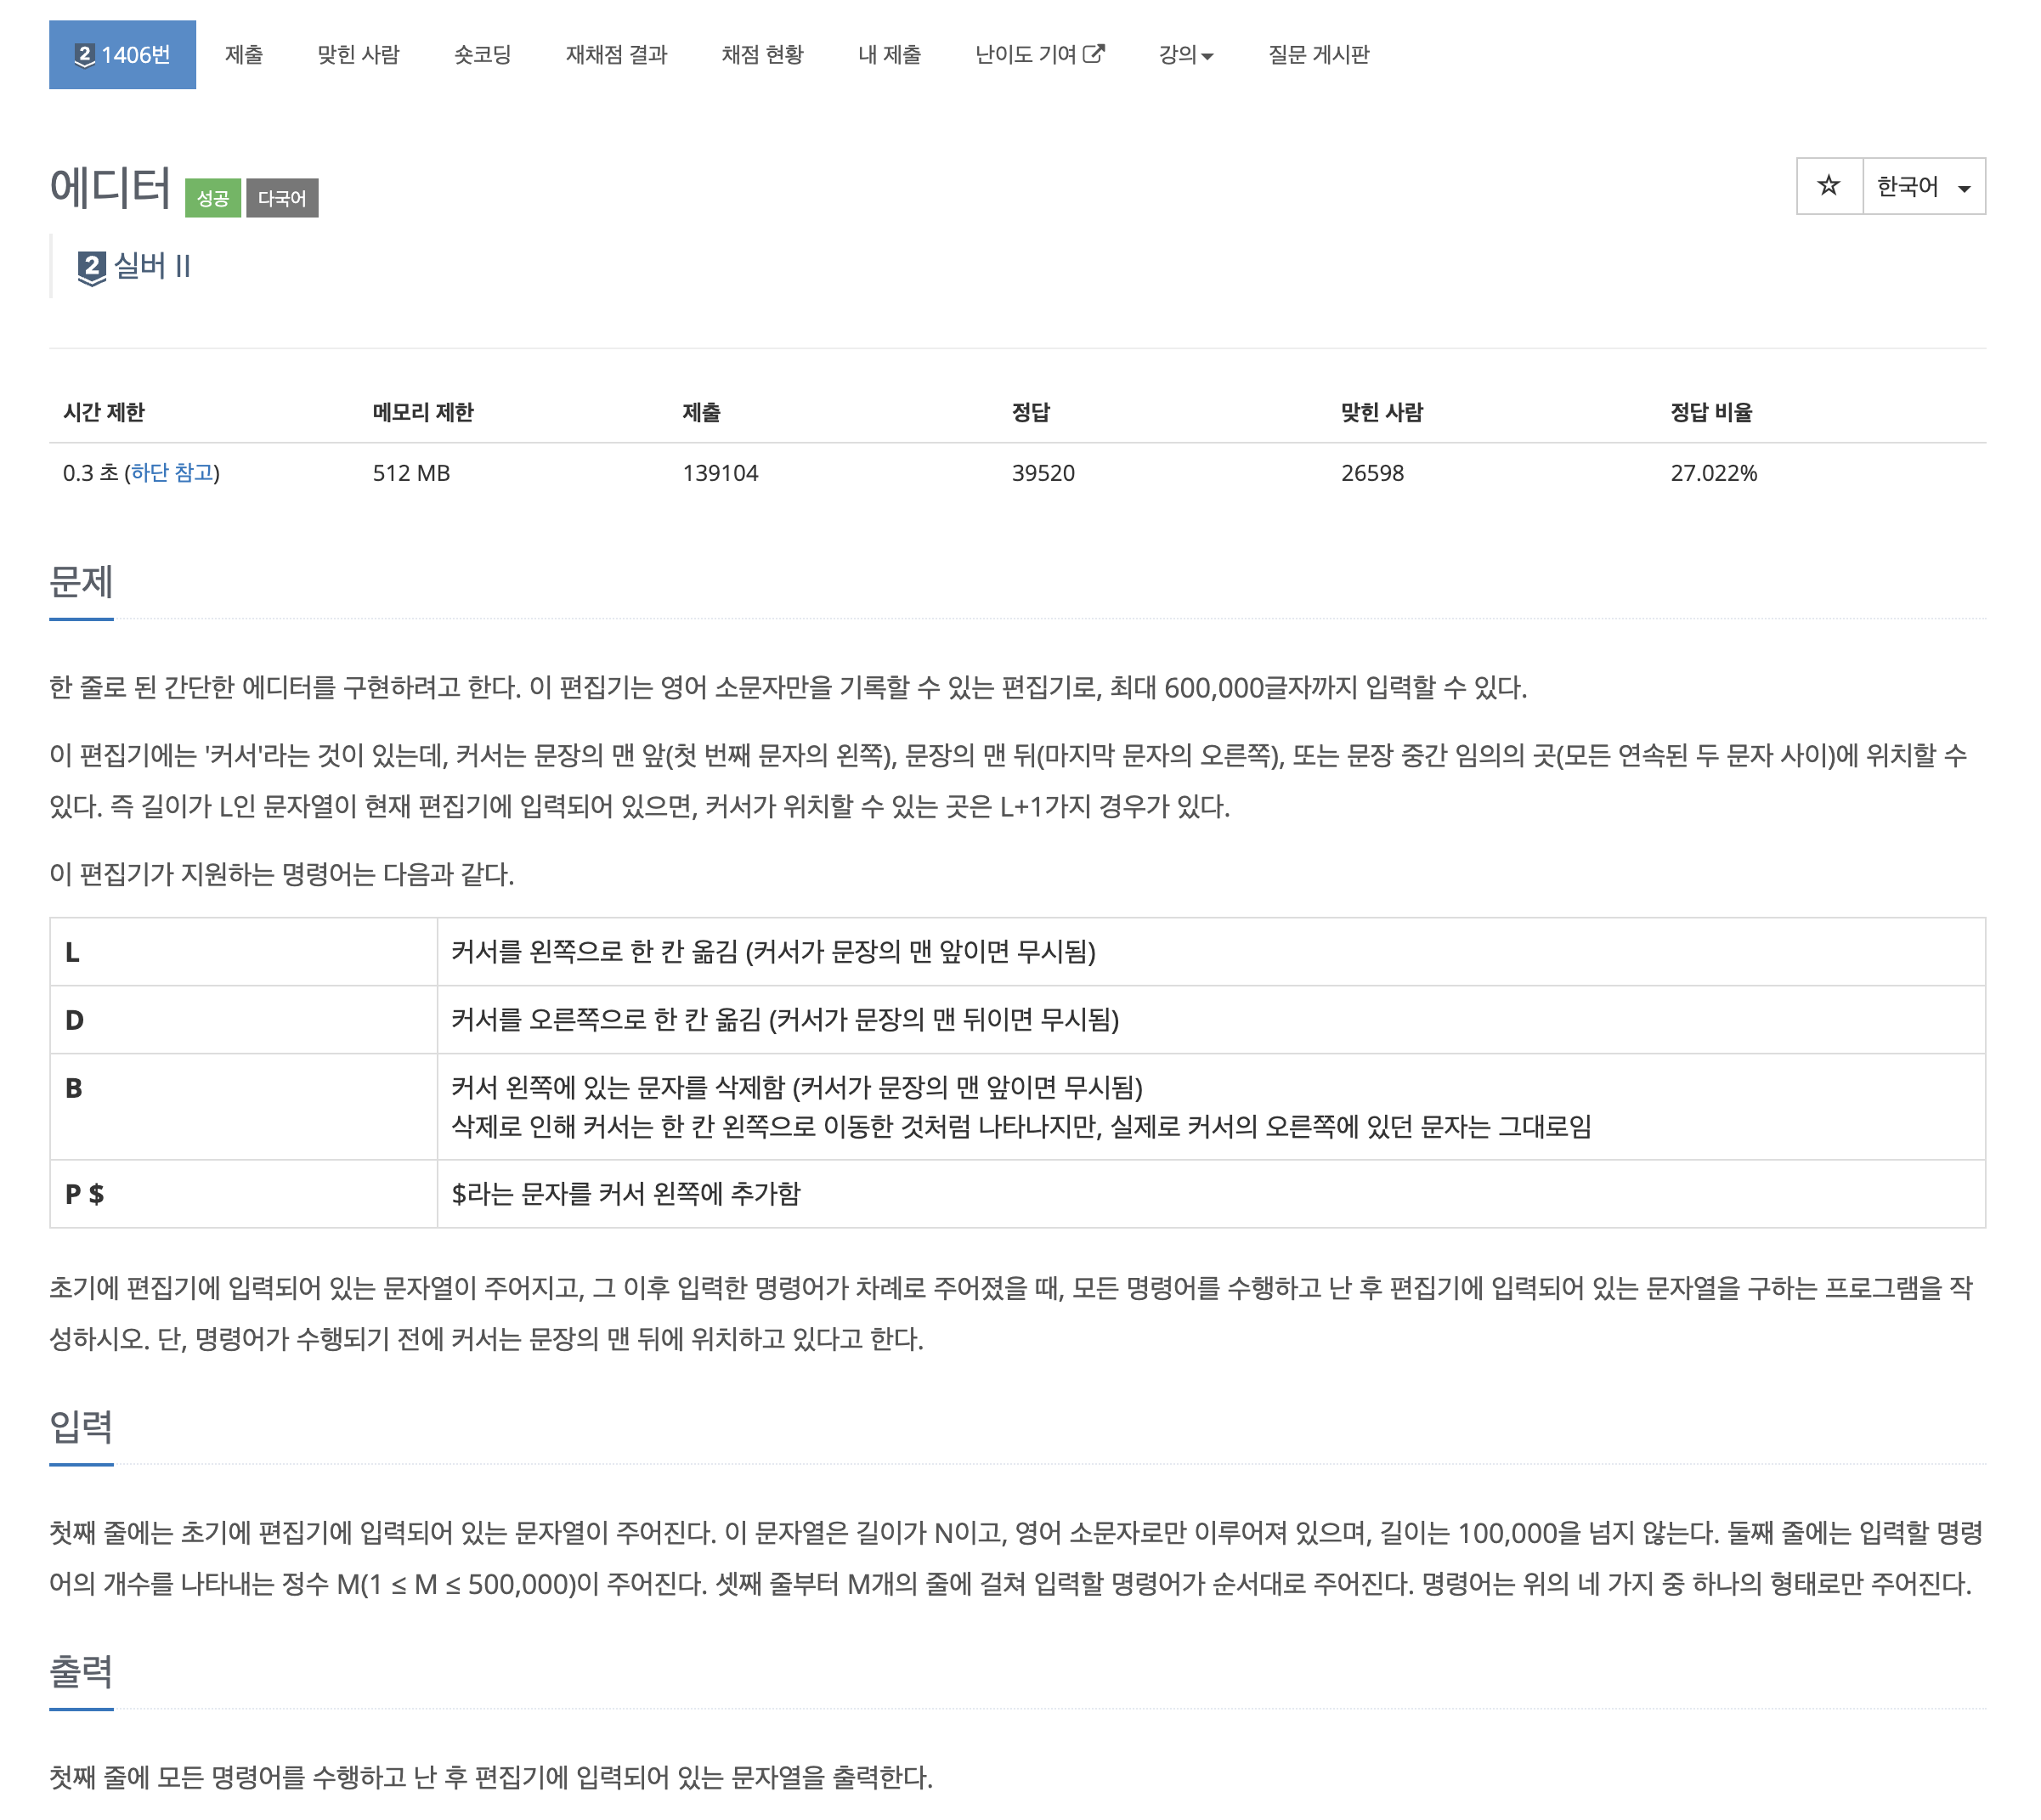 2 1406번 제출 맞힌 사람 숏코딩 재채점 결과 채점 현황 내 제출 난이도 기여 강의 질문 게시판
에디터 성공 다국어
한국어
2 실버 II
시간 제한 메모리 제한 제출 정답 맞힌 사람 정답 비율
0.3 초 (하단 참고) 512 MB 139104 39520 26598 27.022%
문제
한 줄로 된 간단한 에디터를 구현하려고 한다. 이 편집기는 영어 소문자만을 기록할 수 있는 편집기로, 최대 600,000글자까지 입력할 수 있다.
이 편집기에는 '커서'라는 것이 있는데, 커서는 문장의 맨 앞(첫 번째 문자의 왼쪽), 문장의 맨 뒤(마지막 문자의 오른쪽), 또는 문장 중간 임의의 곳(모든 연속된 두 문자 사이)에 위치할 수
있다. 즉 길이가 L인 문자열이 현재 편집기에 입력되어 있으면, 커서가 위치할 수 있는 곳은 L+1가지 경우가 있다.
이 편집기가 지원하는 명령어는 다음과 같다.
L 커서를 왼쪽으로 한 칸 옮김 (커서가 문장의 맨 앞이면 무시됨)
D 커서를 오른쪽으로 한 칸 옮김 (커서가 문장의 맨 뒤이면 무시됨)
B 커서 왼쪽에 있는 문자를 삭제함 (커서가 문장의 맨 앞이면 무시됨)
삭제로 인해 커서는 한 칸 왼쪽으로 이동한 것처럼 나타나지만, 실제로 커서의 오른쪽에 있던 문자는 그대로임
P $ $라는 문자를 커서 왼쪽에 추가함
초기에 편집기에 입력되어 있는 문자열이 주어지고, 그 이후 입력한 명령어가 차례로 주어졌을 때, 모든 명령어를 수행하고 난 후 편집기에 입력되어 있는 문자열을 구하는 프로그램을 작
성하시오. 단, 명령어가 수행되기 전에 커서는 문장의 맨 뒤에 위치하고 있다고 한다.
입력
첫째 줄에는 초기에 편집기에 입력되어 있는 문자열이 주어진다. 이 문자열은 길이가 N이고, 영어 소문자로만 이루어져 있으며, 길이는 100,000을 넘지 않는다. 둘째 줄에는 입력할 명령
어의 개수를 나타내는 정수 M(1 ≤ M ≤ 500,000)이 주어진다. 셋째 줄부터 M개의 줄에 걸쳐 입력할 명령어가 순서대로 주어진다. 명령어는 위의 네 가지 중 하나의 형태로만 주어진다.
출력
첫째 줄에 모든 명령어를 수행하고 난 후 편집기에 입력되어 있는 문자열을 출력한다.